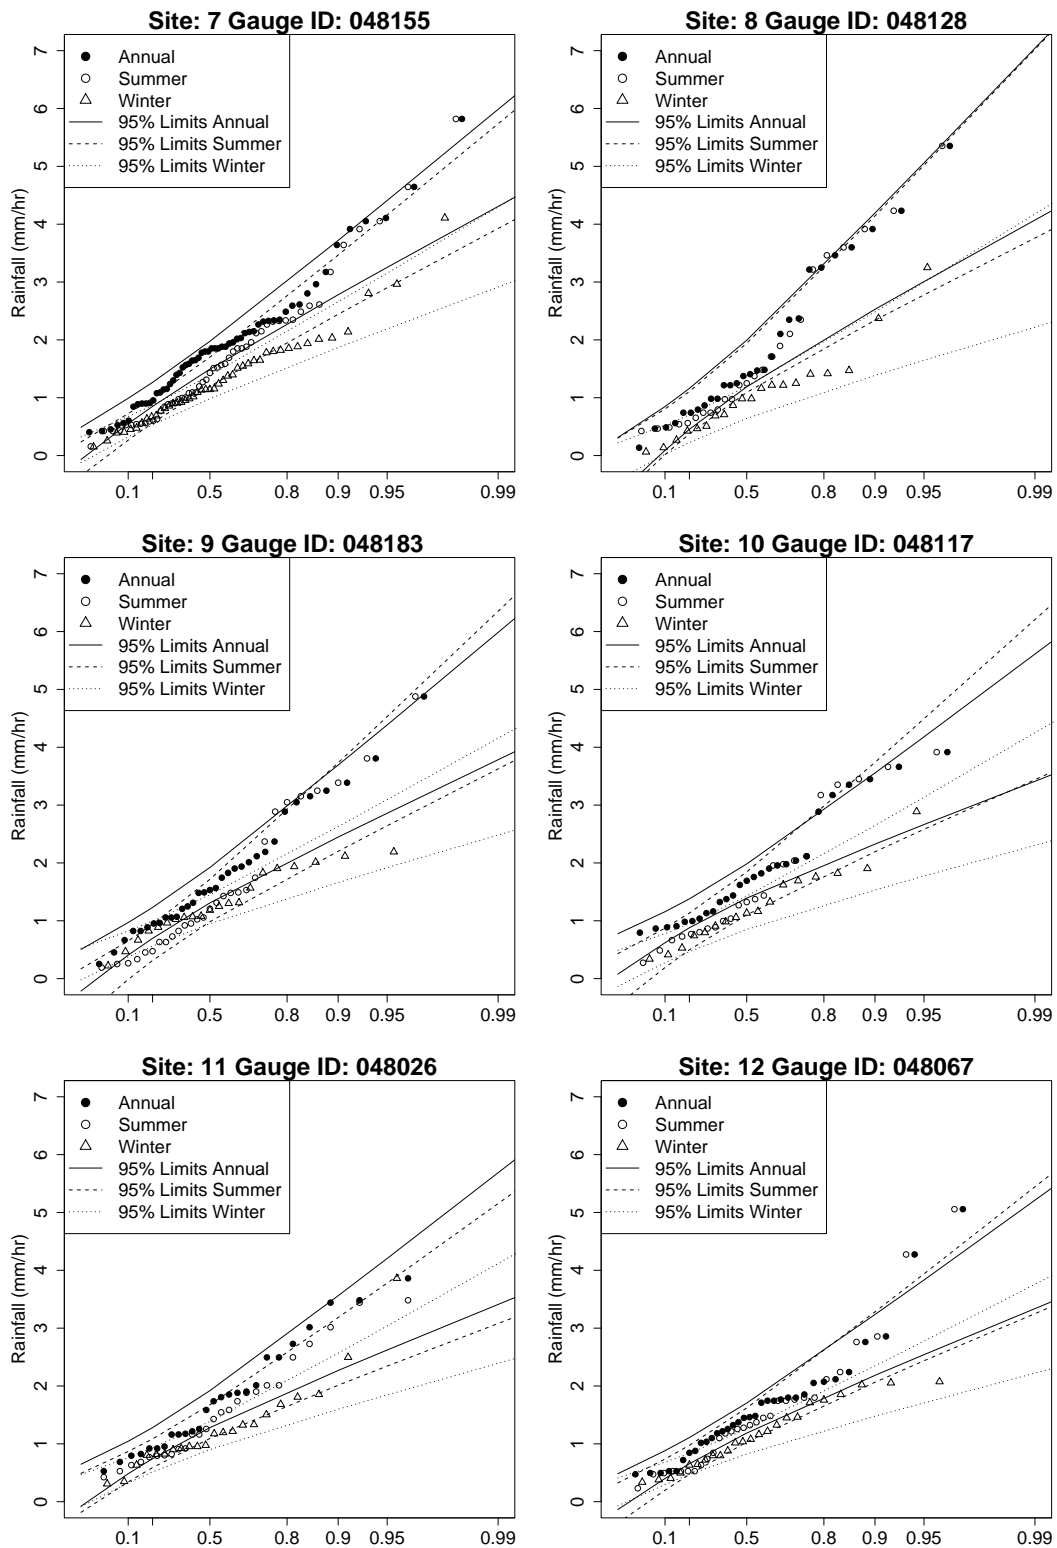 Site: 7 Gauge ID: 048155
Annual
Summer
Winter
95% Limits Annual
95% Limits Summer
95% Limits Winter
Rainfall (mm/hr)
0 1 2 3 4 5 6 7
0.1 0.5 0.8 0.9 0.95 0.99
Site: 8 Gauge ID: 048128
Annual
Summer
Winter
95% Limits Annual
95% Limits Summer
95% Limits Winter
Rainfall (mm/hr)
0 1 2 3 4 5 6 7
0.1 0.5 0.8 0.9 0.95 0.99
Site: 9 Gauge ID: 048183
Annual
Summer
Winter
95% Limits Annual
95% Limits Summer
95% Limits Winter
Rainfall (mm/hr)
0 1 2 3 4 5 6 7
0.1 0.5 0.8 0.9 0.95 0.99
Site: 10 Gauge ID: 048117
Annual
Summer
Winter
95% Limits Annual
95% Limits Summer
95% Limits Winter
Rainfall (mm/hr)
0 1 2 3 4 5 6 7
0.1 0.5 0.8 0.9 0.95 0.99
Site: 11 Gauge ID: 048026
Annual
Summer
Winter
95% Limits Annual
95% Limits Summer
95% Limits Winter
Rainfall (mm/hr)
0 1 2 3 4 5 6 7
0.1 0.5 0.8 0.9 0.95 0.99
Site: 12 Gauge ID: 048067
Annual
Summer
Winter
95% Limits Annual
95% Limits Summer
95% Limits Winter
Rainfall (mm/hr)
0 1 2 3 4 5 6 7
0.1 0.5 0.8 0.9 0.95 0.99